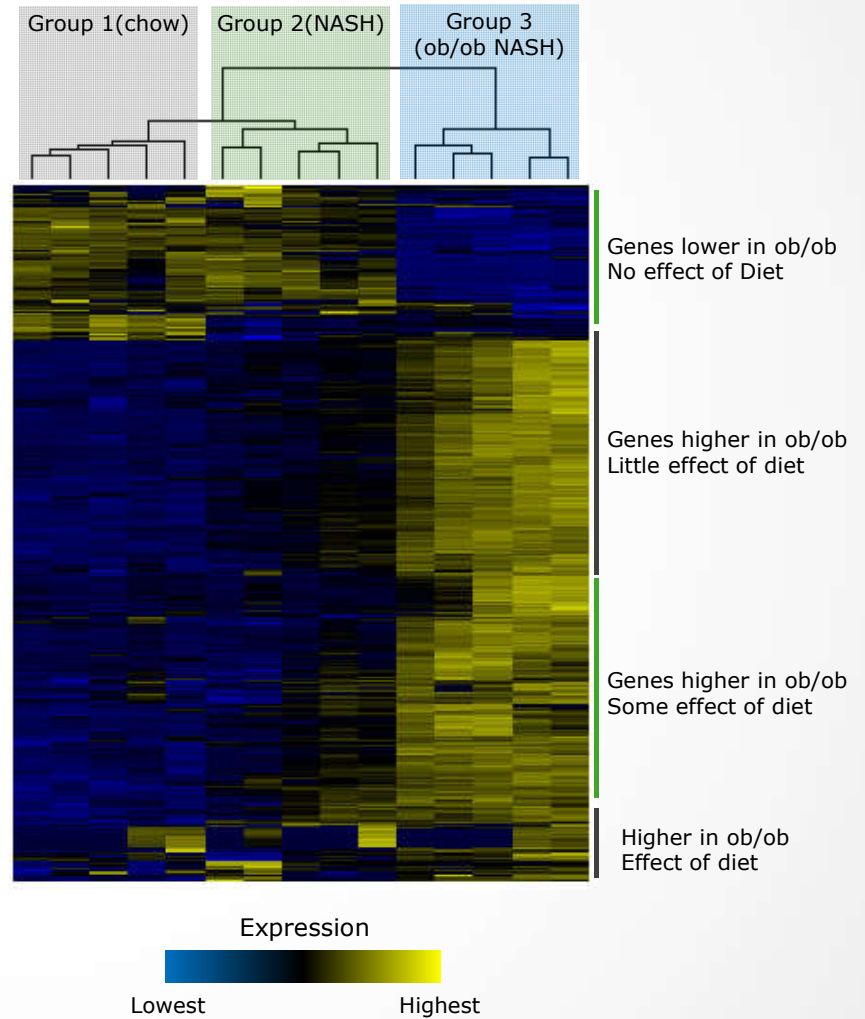 Group 1(chow)
Group 2(NASH)
Group 3
(ob/ob NASH)
Genes lower in ob/ob
No effect of Diet
Genes higher in ob/ob
Little effect of diet
Genes higher in ob/ob
Some effect of diet
Higher in ob/ob
Effect of diet
Expression
Lowest
Highest